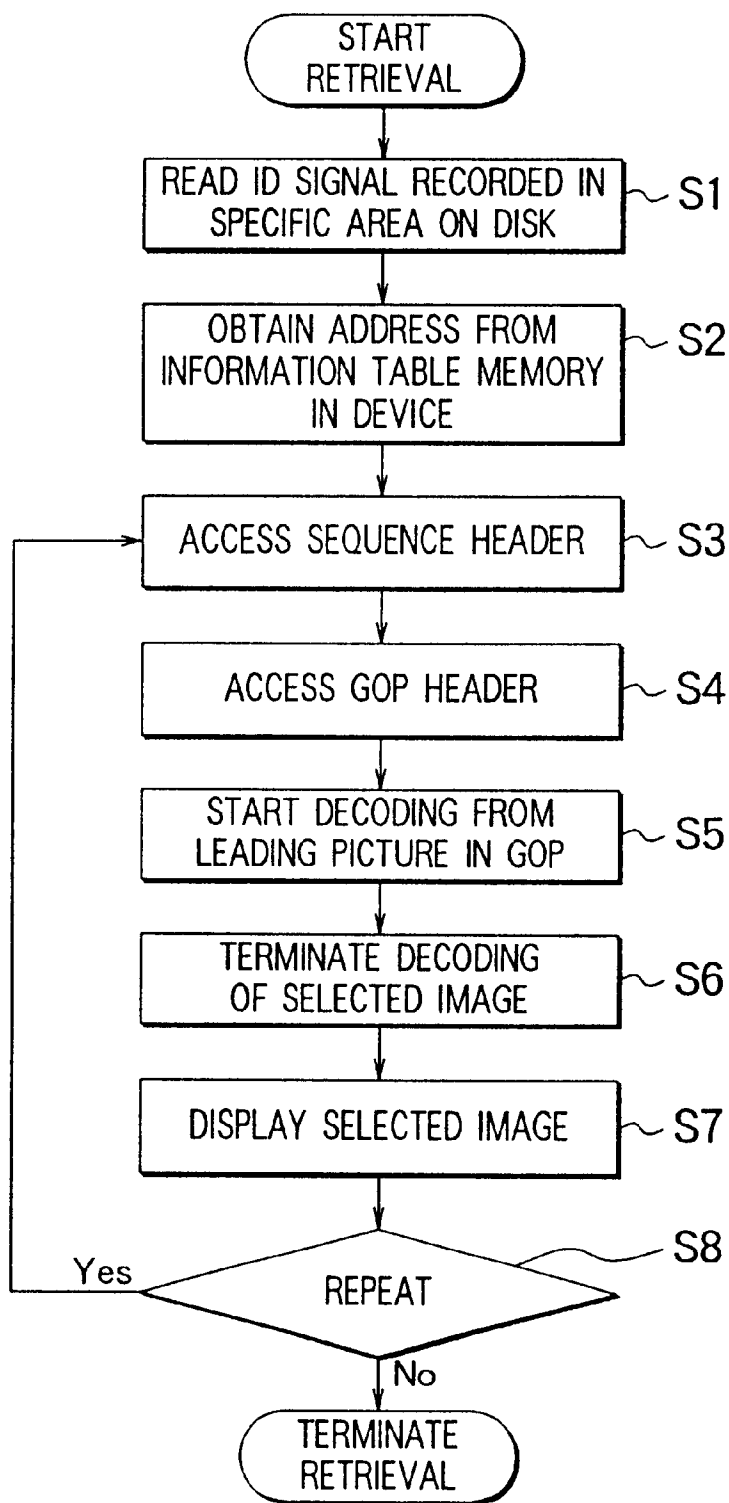 START
RETRIEVAL
READ ID SIGNAL RECORDED IN
SPECIFIC AREA ON DISK
S1
OBTAIN ADDRESS FROM
INFORMATION TABLE MEMORY
IN DEVICE
S2
ACCESS SEQUENCE HEADER
S3
ACCESS GOP HEADER
S4
START DECODING FROM
LEADING PICTURE IN GOP
S5
TERMINATE DECODING
OF SELECTED IMAGE
S6
DISPLAY SELECTED IMAGE
S7
REPEAT
S8
Yes
No
TERMINATE
RETRIEVAL